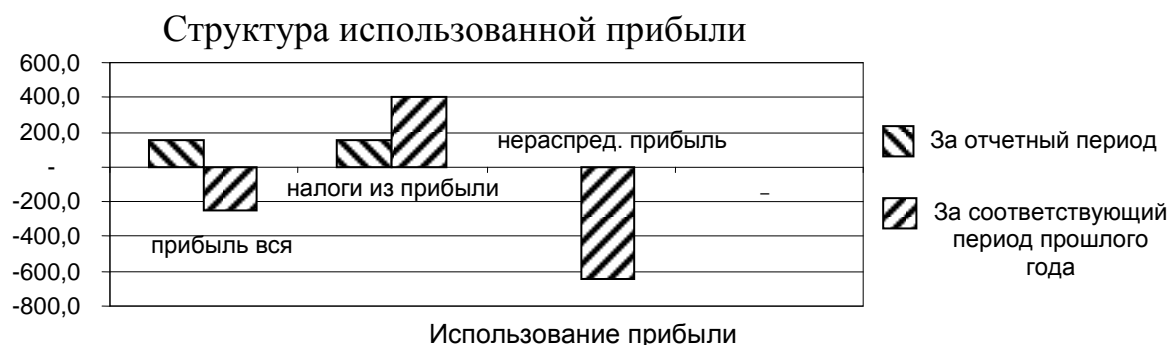 Структура использованной прибыли
600,0
400,0
200,0
-
-200,0
-400,0
-600,0
-800,0
прибыль вся
налоги из прибыли
нераспред. прибыль
–
Использование прибыли
За отчетный период
За соответствующий
период прошлого
года